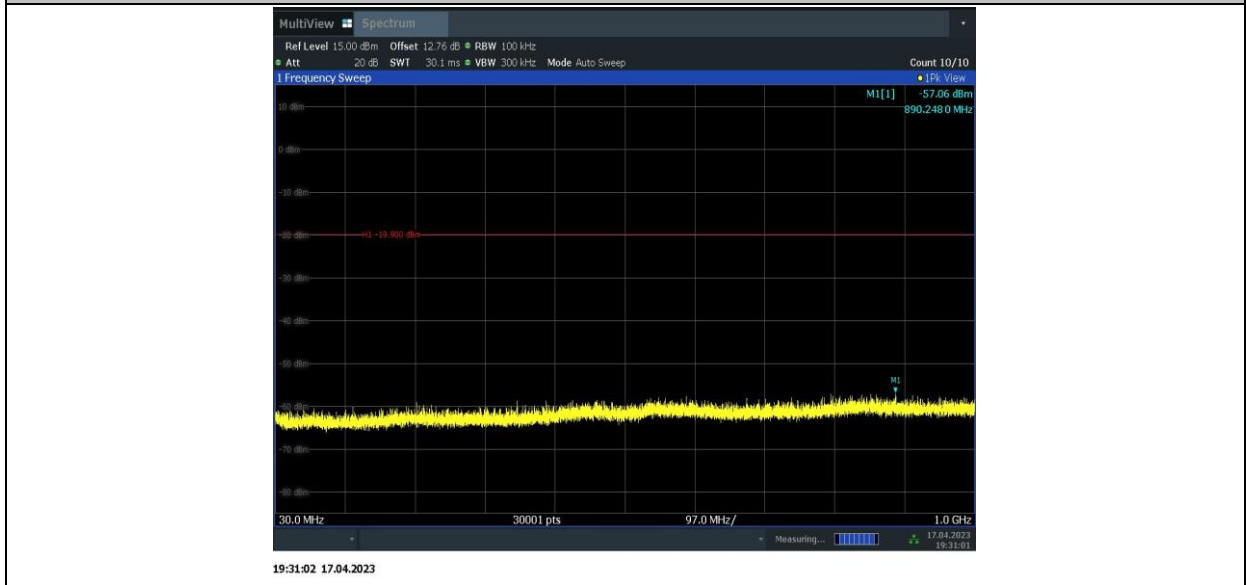 MultiView Spectrum
Ref Level 15.00 dBm Offset 12.76 dB RBW 100 kHz
Att 20 dB SWT 30.1 ms VBW 300 kHz Mode Auto Sweep Count 10/10
1 Frequency Sweep 1Pk View
M1[1] -57.06 dBm
890.248 0 MHz
10 dBm
0 dBm
-10 dBm
-20 dBm H1 -19.900 dBm
-30 dBm
-40 dBm
-50 dBm
M1
-60 dBm
-70 dBm
-80 dBm
30.0 MHz 30001 pts 97.0 MHz/ 1.0 GHz
Measuring... 17.04.2023
19:31:01
19:31:02 17.04.2023